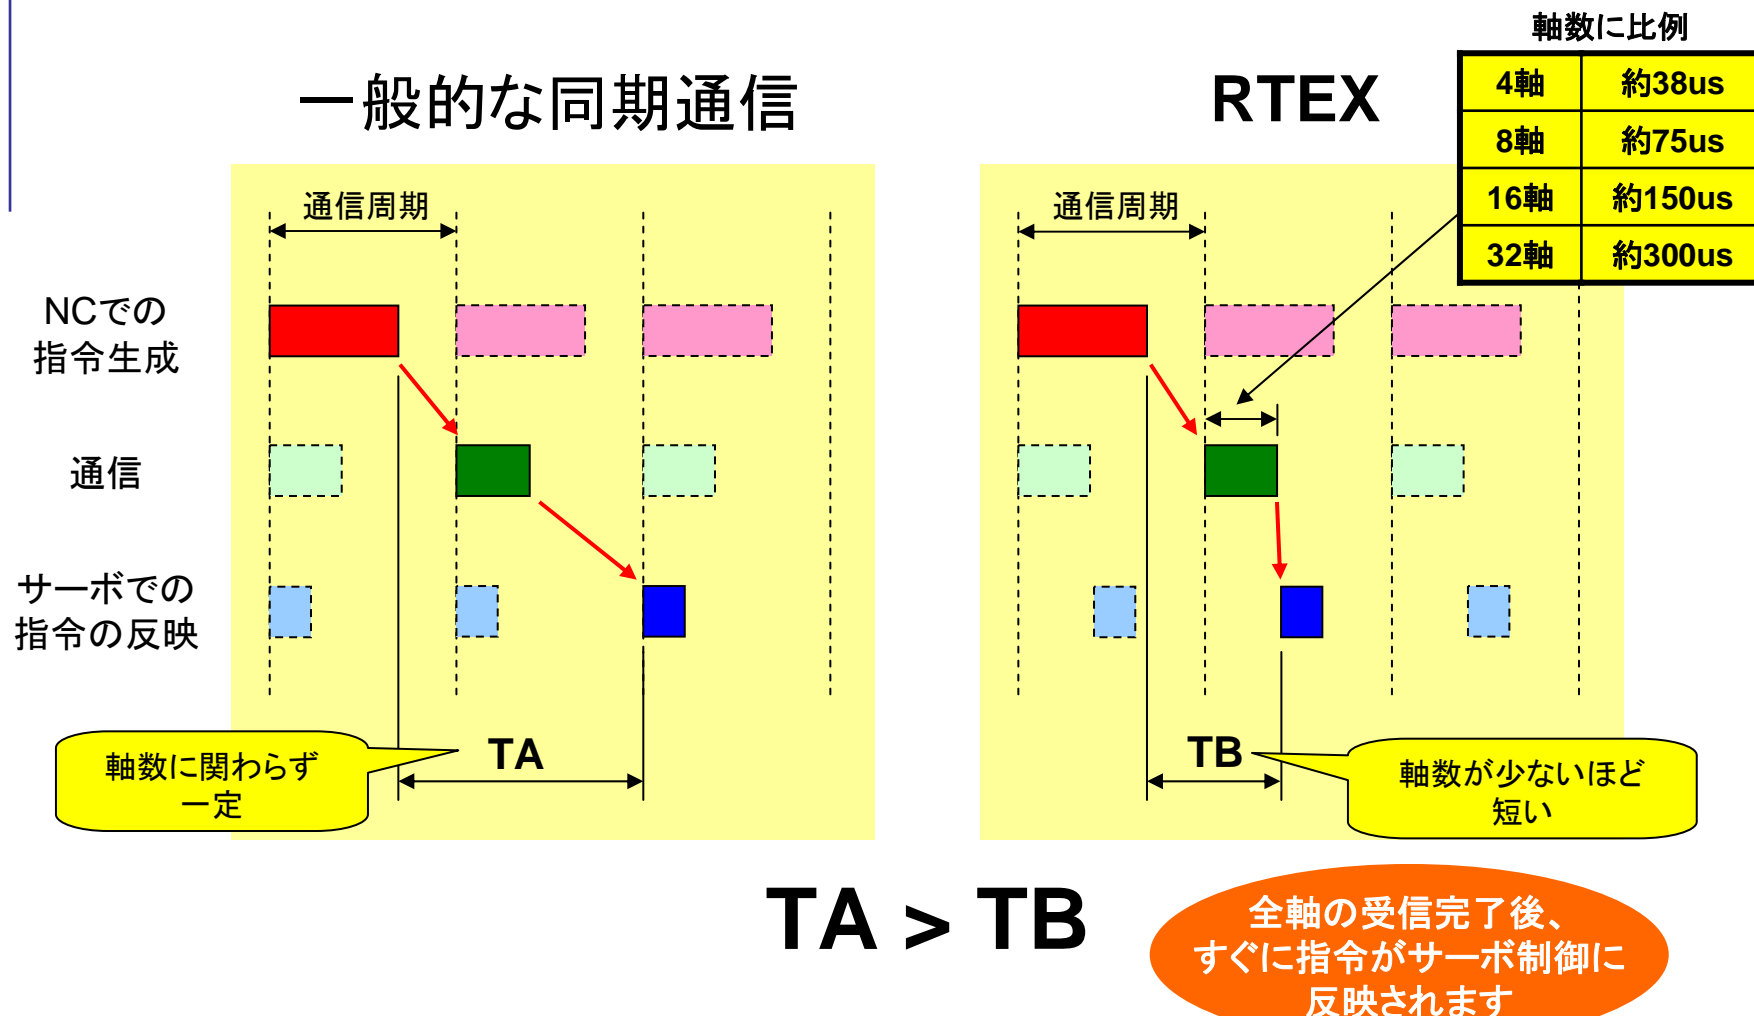 軸数に比例
一般的な同期通信
RTEX
4軸 約38us
8軸 約75us
16軸 約150us
32軸 約300us
通信周期
通信周期
NCでの
指令生成
通信
サーボでの
指令の反映
TA
軸数に関わらず
一定
TB
軸数が少ないほど
短い
TA > TB
全軸の受信完了後、
すぐに指令がサーボ制御に
反映されます